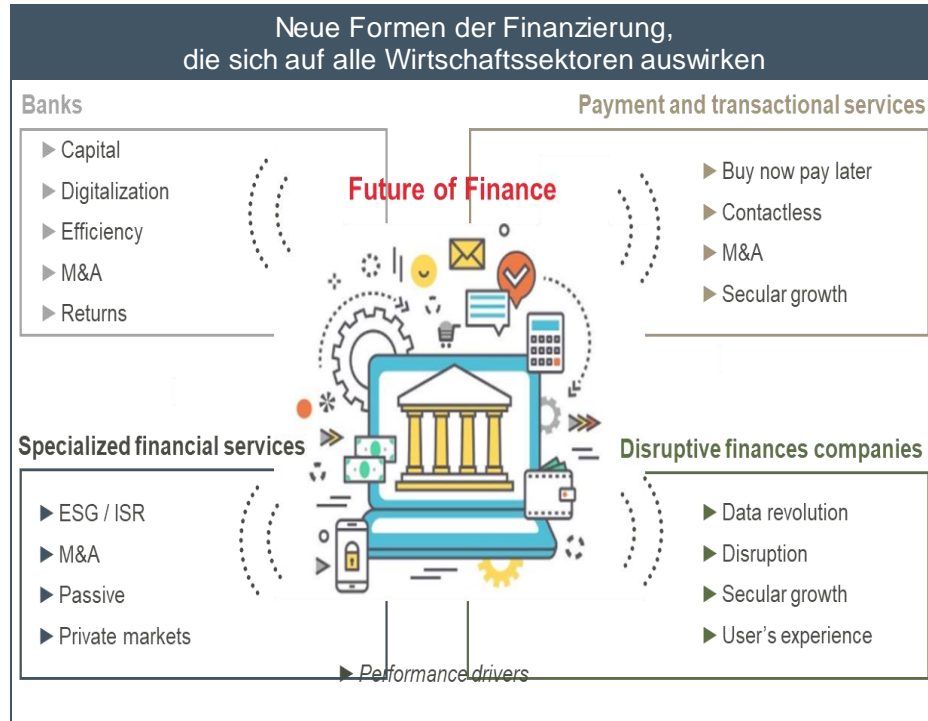 Neue Formen der Finanzierung,
die sich auf alle Wirtschaftssektoren auswirken
Banks
▶ Capital
▶ Digitalization
▶ Efficiency
▶ M&A
▶ Returns
Payment and transactional services
▶ Buy now pay later
▶ Contactless
▶ M&A
▶ Secular growth
Future of Finance
Specialized financial services
▶ ESG / ISR
▶ M&A
▶ Passive
▶ Private markets
Disruptive finances companies
▶ Data revolution
▶ Disruption
▶ Secular growth
▶ User’s experience
▶ Performance drivers